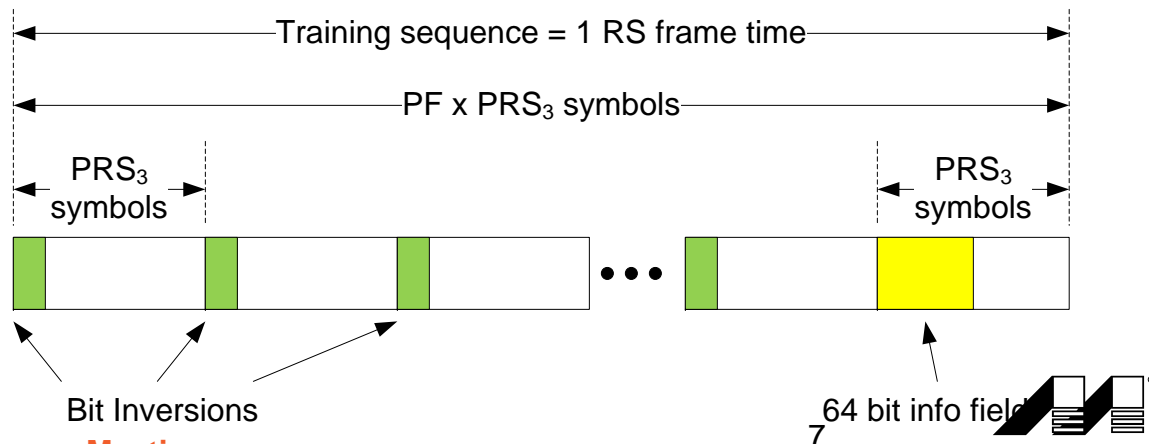 Training sequence = 1 RS frame time
PF x PRS₃ symbols
PRS₃
symbols
PRS₃
symbols
Bit Inversions
64 bit info field
7